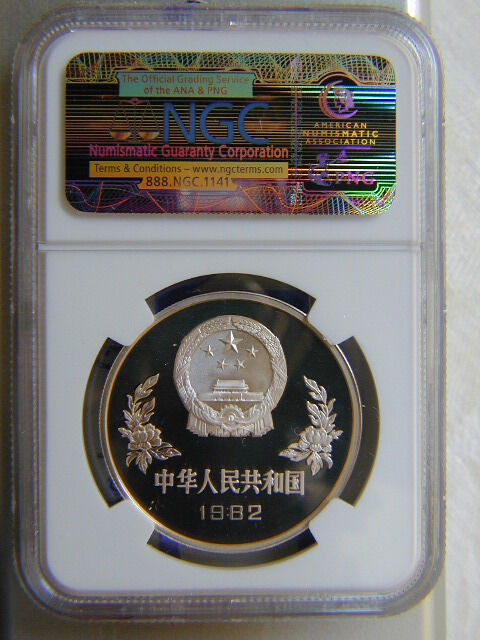 The Official Grading Service
of the ANA & PNG
NGC
Numismatic Guaranty Corporation
Terms & Conditions – www.ngcterms.com
888.NGC.1141
AMERICAN
NUMISMATIC
ASSOCIATION
PNG
中华人民共和国
1982